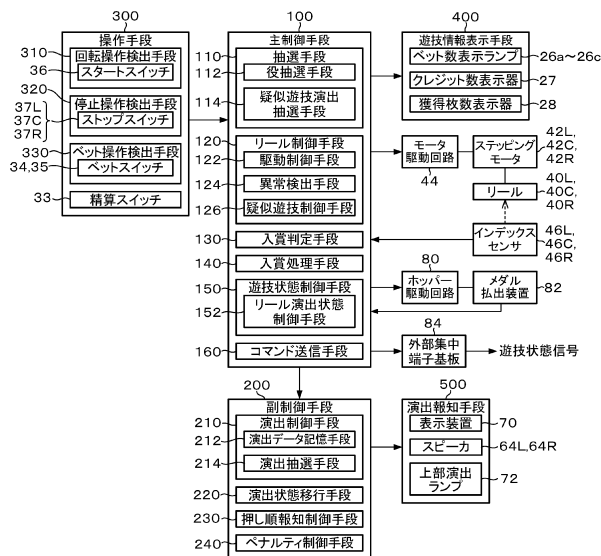 300
操作手段
310
回転操作検出手段
36
スタートスイッチ
320
停止操作検出手段
37L
37C
37R
ストップスイッチ
330
ベット操作検出手段
34,35
ベットスイッチ
33
精算スイッチ
100
主制御手段
110
抽選手段
112
役抽選手段
114
疑似遊技演出
抽選手段
120
リール制御手段
122
駆動制御手段
124
異常検出手段
126
疑似遊技制御手段
130
入賞判定手段
140
入賞処理手段
150
遊技状態制御手段
152
リール演出状態
制御手段
160
コマンド送信手段
400
遊技情報表示手段
ベット数表示ランプ
26a～26c
クレジット数表示器
27
獲得枚数表示器
28
モータ
駆動回路
44
ステッピング
モータ
42L,
42C,
42R
リール
40L,
40C,
40R
インデックス
センサ
46L,
46C,
46R
80
ホッパー
駆動回路
メダル
払出装置
82
84
外部集中
端子基板
遊技状態信号
200
副制御手段
210
演出制御手段
212
演出データ記憶手段
214
演出抽選手段
220
演出状態移行手段
230
押し順報知制御手段
240
ペナルティ制御手段
500
演出報知手段
表示装置
70
スピーカ
64L,64R
上部演出
ランプ
72